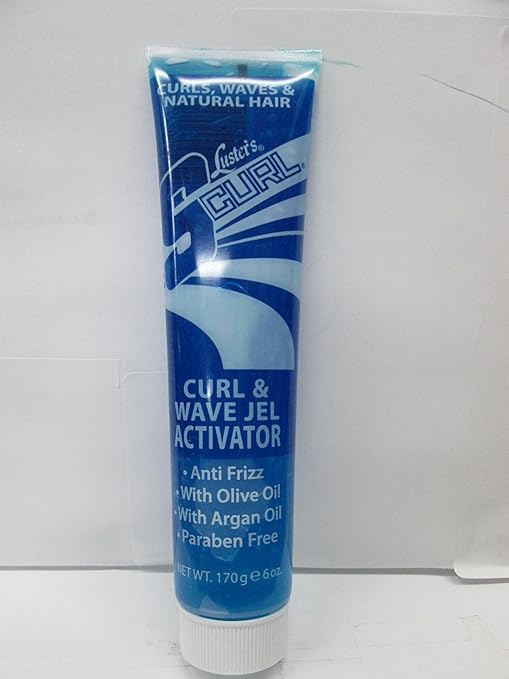 CURLS, WAVES &
NATURAL HAIR
Luster's®
S
CURL®
CURL &
WAVE JEL
ACTIVATOR
• Anti Frizz
• With Olive Oil
• With Argan Oil
• Paraben Free
NET WT. 170g e 6 oz.